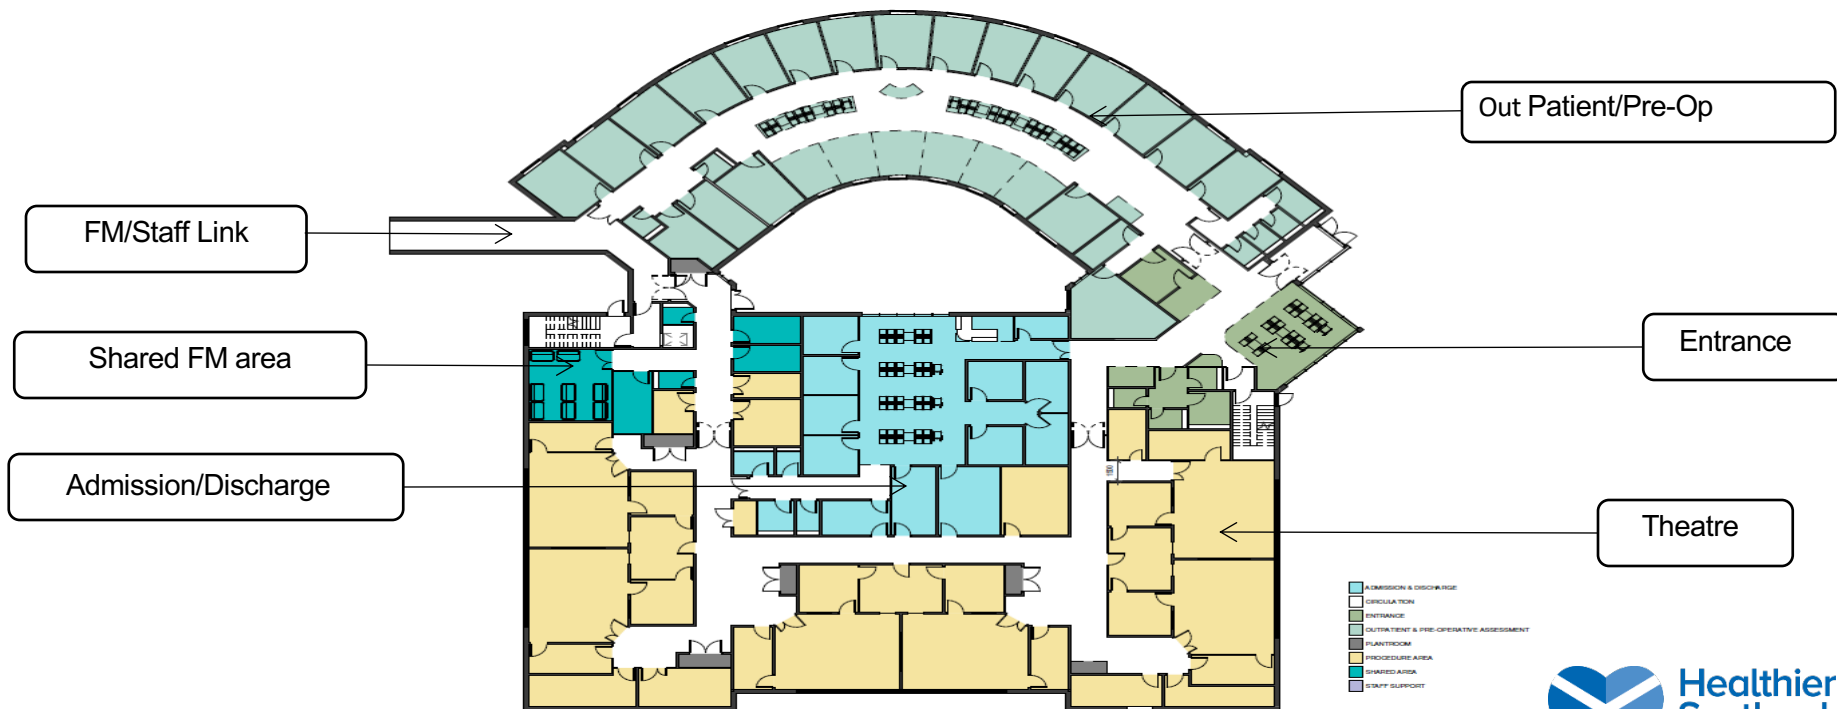 Out Patient/Pre-Op
FM/Staff Link
Shared FM area
Entrance
Admission/Discharge
Theatre
ADMISSION & DISCHARGE
CIRCULATION
ENTRANCE
OUTPATIENT & PRE-OPERATIVE ASSESSMENT
PLANTROOM
PROCEDURE AREA
SHARED AREA
STAFF SUPPORT
Healthier